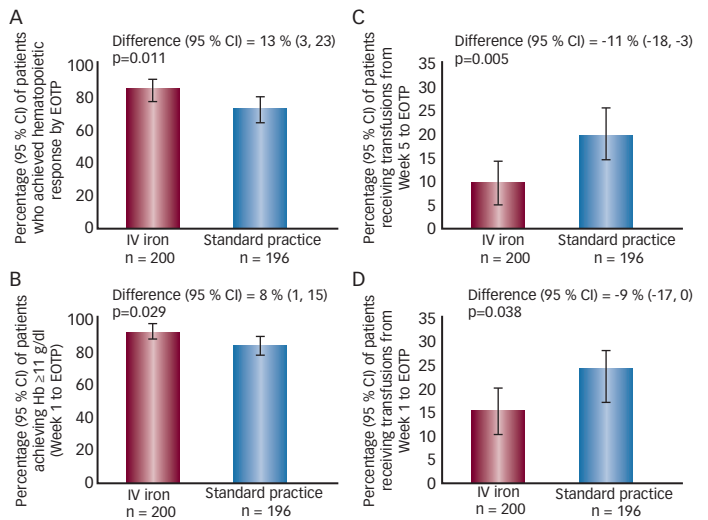 A
Difference (95 % CI) = 13 % (3, 23)
p=0.011
Percentage (95 % CI) of patients
who achieved hematopoietic
response by EOTP
100
80
60
40
20
0
IV iron
n = 200
Standard practice
n = 196
B
Difference (95 % CI) = 8 % (1, 15)
p=0.029
Percentage (95 % CI) of patients
achieving Hb ≥11 g/dl
(Week 1 to EOTP)
100
80
60
40
20
0
IV iron
n = 200
Standard practice
n = 196
C
Difference (95 % CI) = -11 % (-18, -3)
p=0.005
Percentage (95 % CI) of patients
receiving transfusions from
Week 5 to EOTP
35
30
25
20
15
10
5
0
IV iron
n = 200
Standard practice
n = 196
D
Difference (95 % CI) = -9 % (-17, 0)
p=0.038
Percentage (95 % CI) of patients
receiving transfusions from
Week 1 to EOTP
35
30
25
20
15
10
5
0
IV iron
n = 200
Standard practice
n = 196